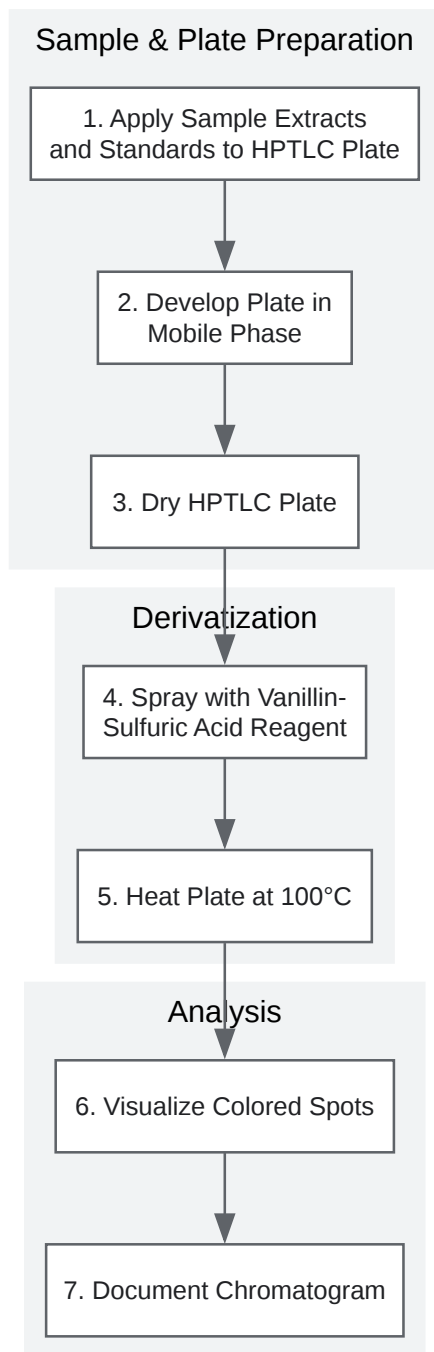 Sample & Plate Preparation
1. Apply Sample Extracts
and Standards to HPTLC Plate
2. Develop Plate in
Mobile Phase
3. Dry HPTLC Plate
Derivatization
4. Spray with Vanillin-
Sulfuric Acid Reagent
5. Heat Plate at 100°C
Analysis
6. Visualize Colored Spots
7. Document Chromatogram